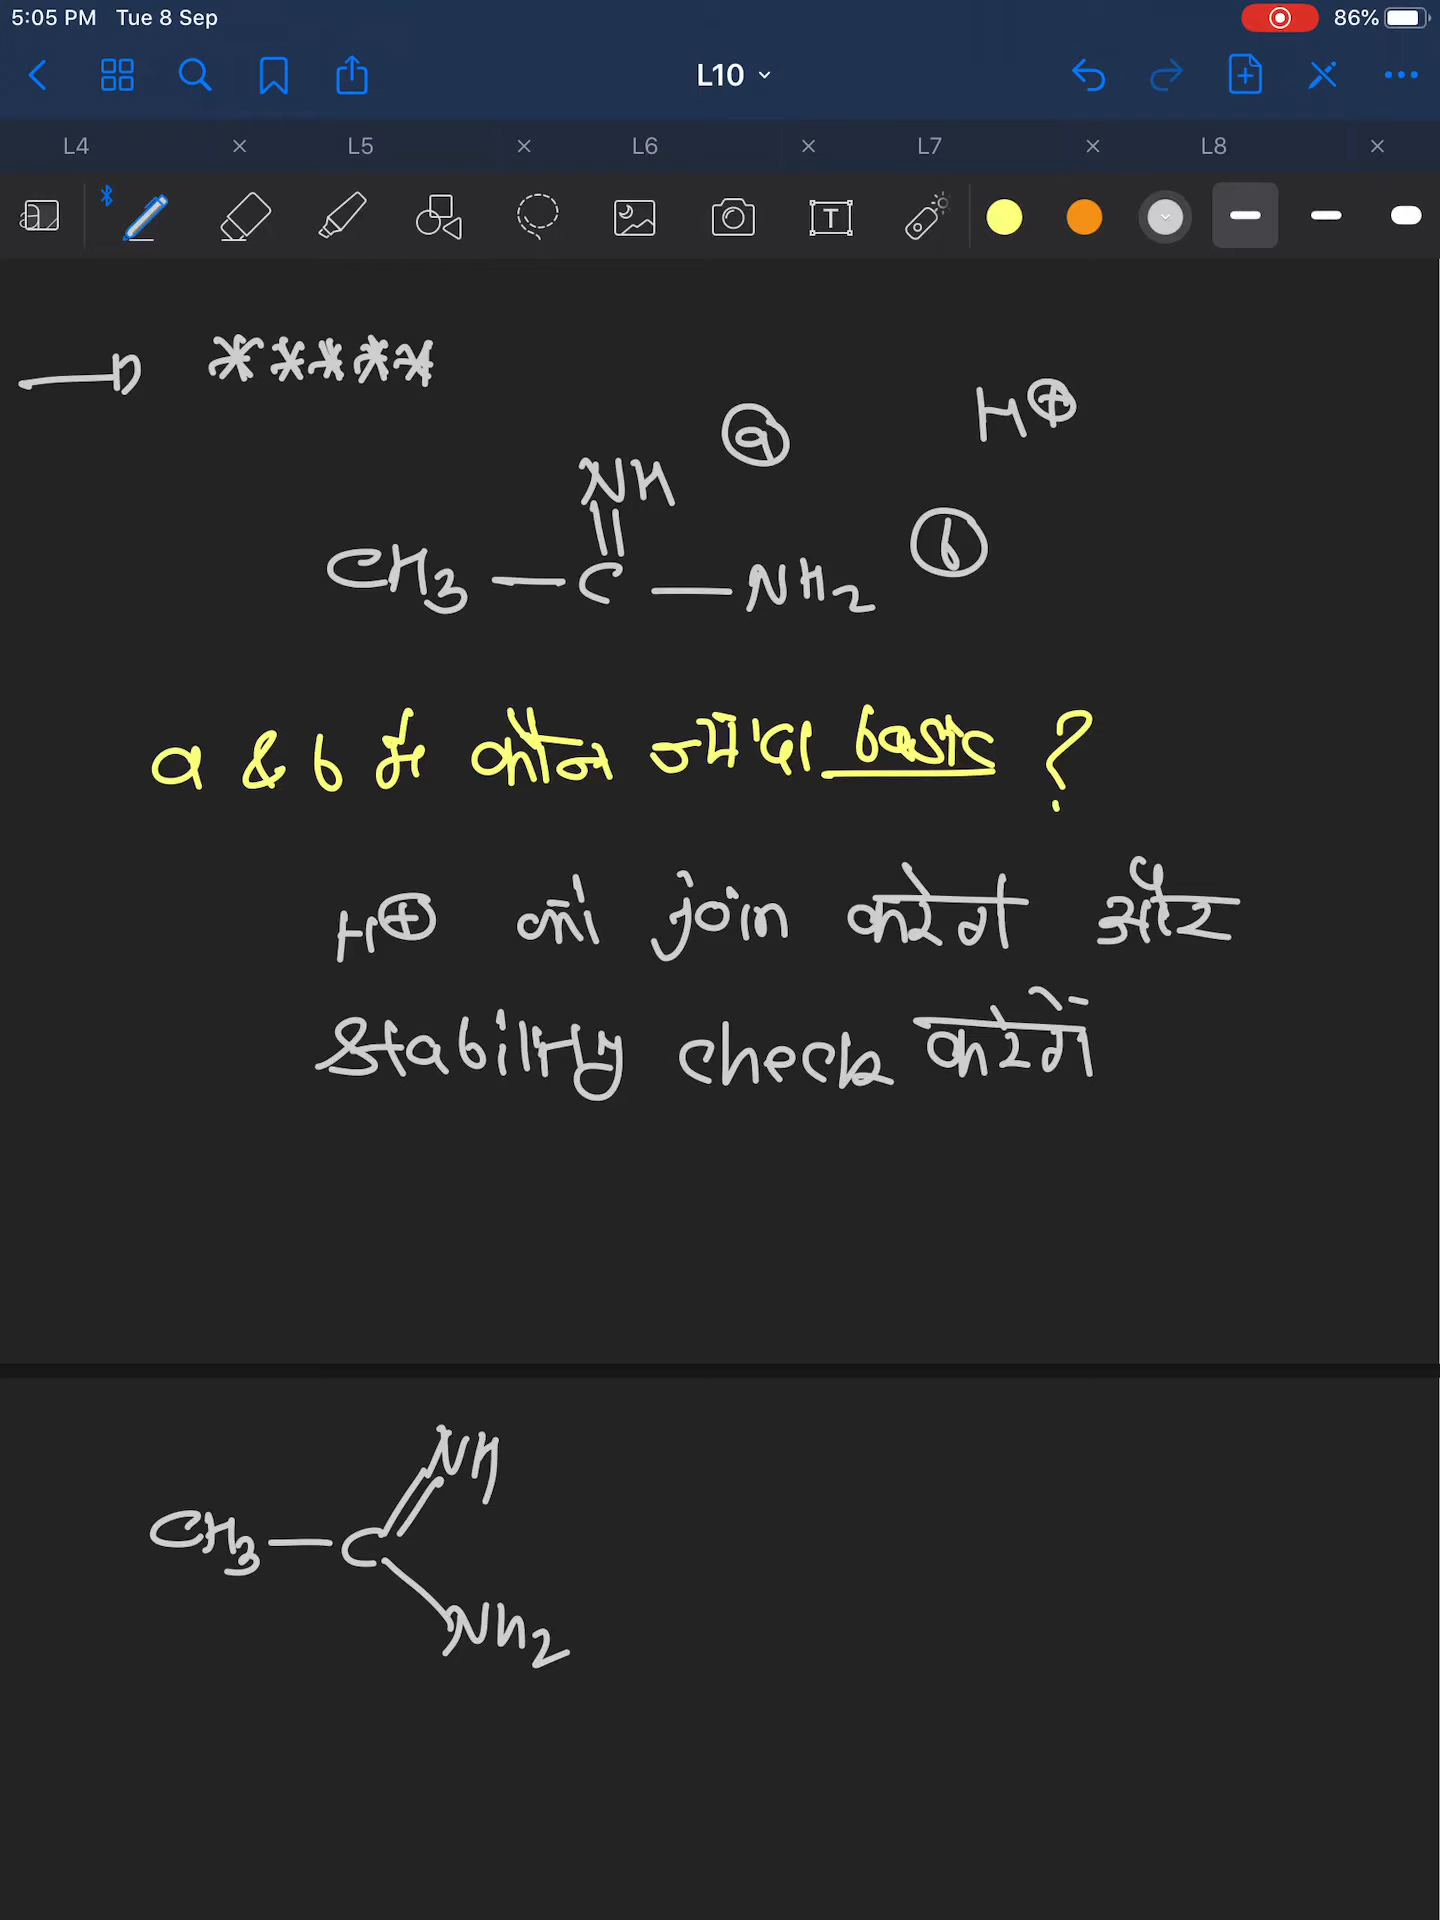 5:05 PM Tue 8 Sep 86%
L10
L4 × L5 × L6 × L7 × L8 ×
T
*****
a H⊕
NH
CH3 — C — NH2 b
a & b में कौन ज्यादा basic ?
H⊕ को join करेगें और
Stability check करेगें
NH
CH3 — C
NH2